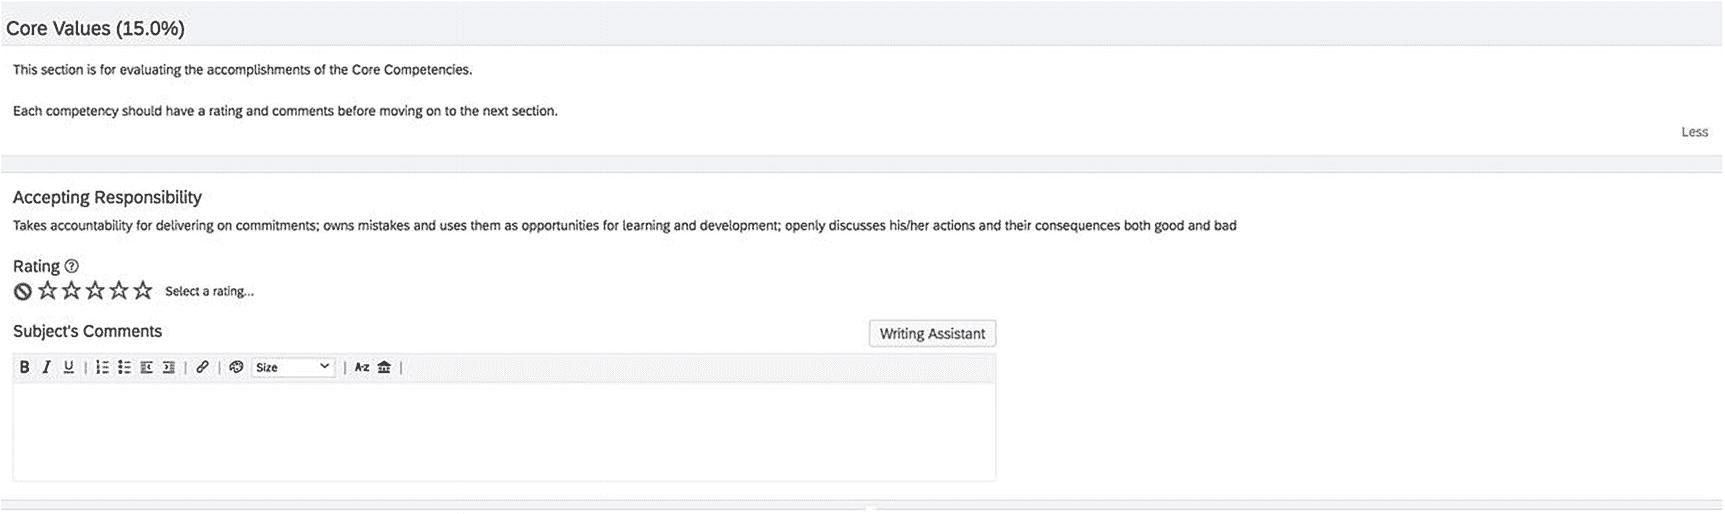 Core Values (15.0%)
This section is for evaluating the accomplishments of the Core Competencies.
Each competency should have a rating and comments before moving on to the next section.
Less
Accepting Responsibility
Takes accountability for delivering on commitments; owns mistakes and uses them as opportunities for learning and development; openly discusses his/her actions and their consequences both good and bad
Rating ?
Select a rating...
Subject's Comments
Writing Assistant
B I U Size A-Z